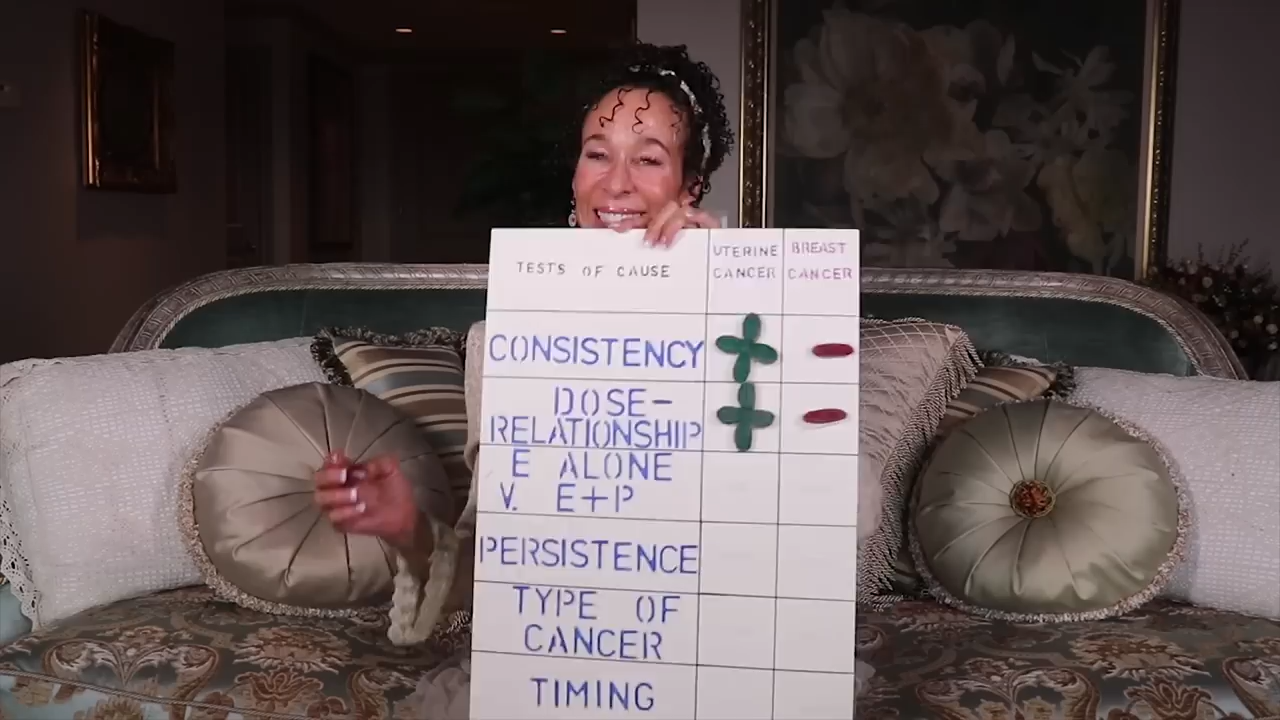 TESTS OF CAUSE
UTERINE CANCER
BREAST CANCER
CONSISTENCY
DOSE-
RELATIONSHIP
E ALONE
V. E+P
PERSISTENCE
TYPE OF
CANCER
TIMING